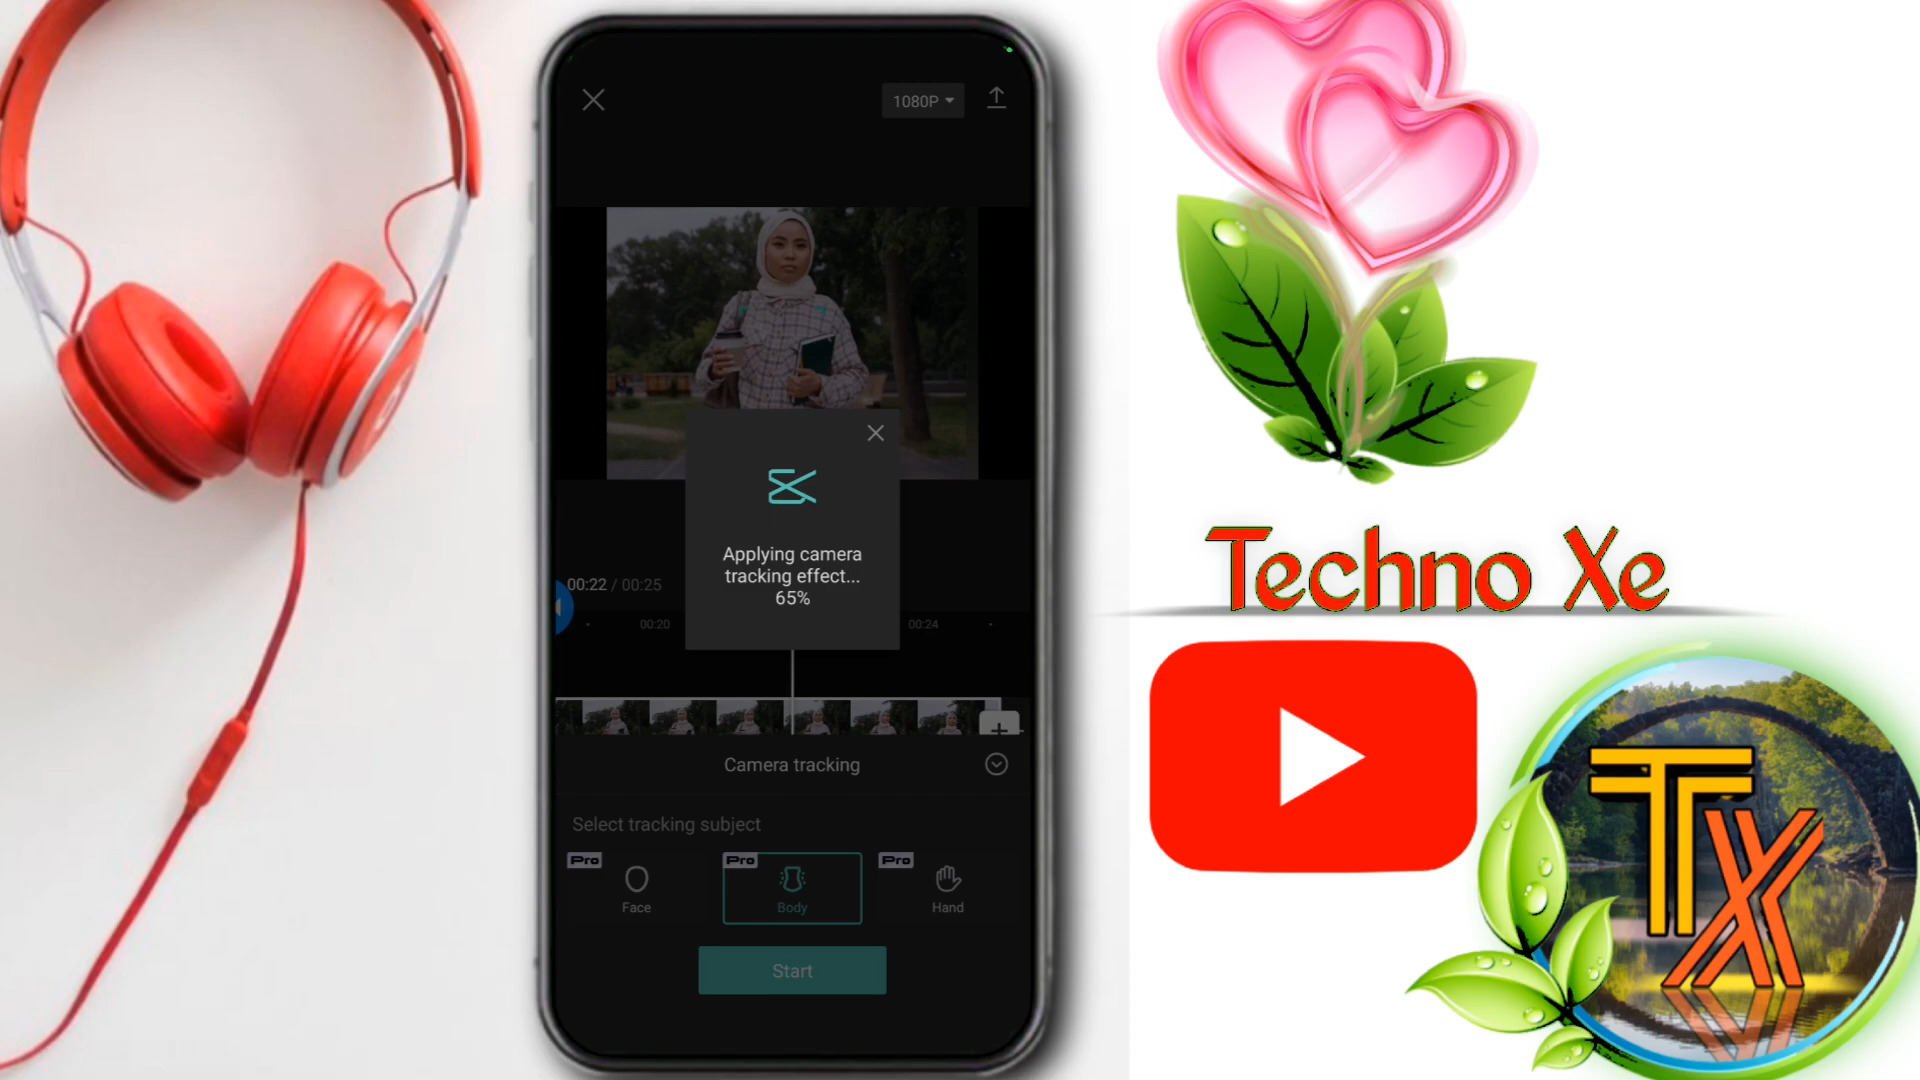 1080P
Applying camera
tracking effect...
65%
00:22 / 00:25
00:20
00:24
Camera tracking
Select tracking subject
Pro
Face
Pro
Body
Pro
Hand
Start
Techno Xe
TX